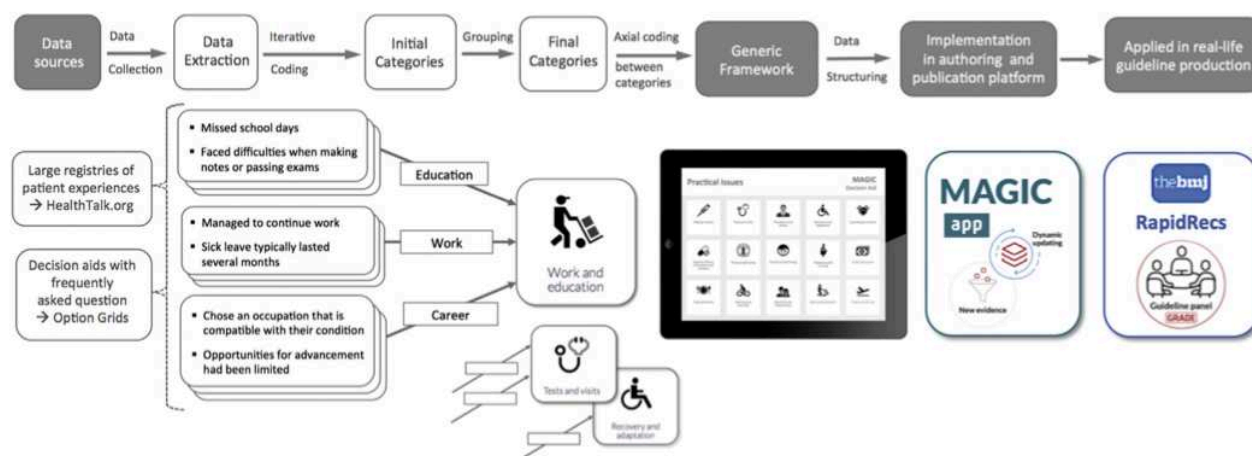 Data
sources
Data
Collection
Data
Extraction
Iterative
Coding
Initial
Categories
Grouping
Final
Categories
Axial coding
between
categories
Generic
Framework
Data
Structuring
Implementation
in authoring and
publication platform
Applied in real-life
guideline production
Large registries of
patient experiences
→ HealthTalk.org
Decision aids with
frequently
asked question
→ Option Grids
▪ Missed school days
▪ Faced difficulties when making
notes or passing exams
▪ Managed to continue work
▪ Sick leave typically lasted
several months
▪ Chose an occupation that is
compatible with their condition
▪ Opportunities for advancement
had been limited
Education
Work
Career
Work and
education
Tests and visits
Recovery and
adaptation
Practical Issues
MAGIC
Decision Aid
MAGIC
app
Dynamic
updating
New evidence
thebmj
RapidRecs
Guideline panel
GRADE